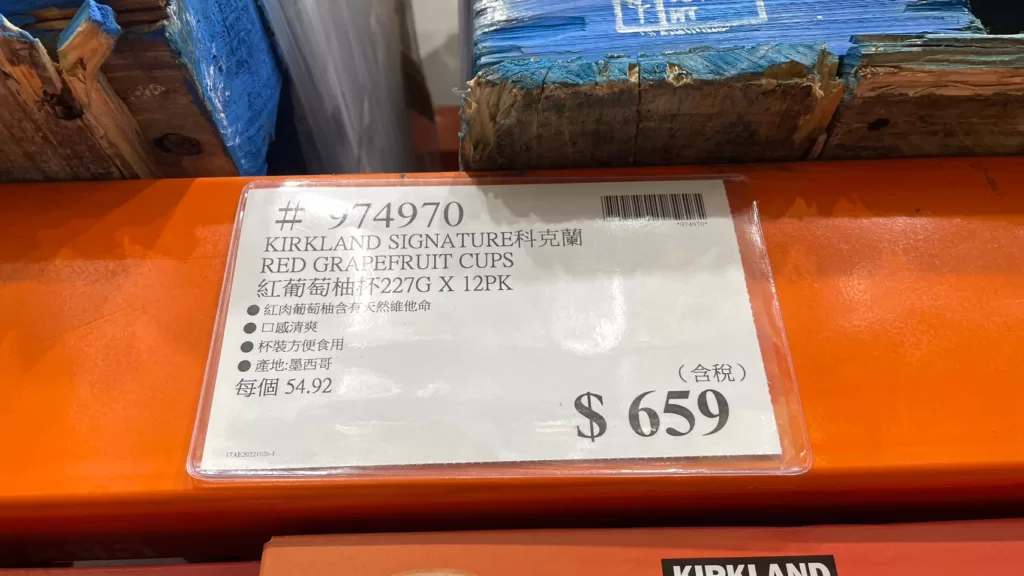 # 974970
*974970*
KIRKLAND SIGNATURE科克蘭
RED GRAPEFRUIT CUPS
紅葡萄柚杯227G X 12PK
● 紅肉葡萄柚含有天然維他命
● 口感清爽
● 杯裝方便食用
● 產地:墨西哥
每個 54.92
(含稅)
$ 659
17AE20221026-1
KIRKLAND